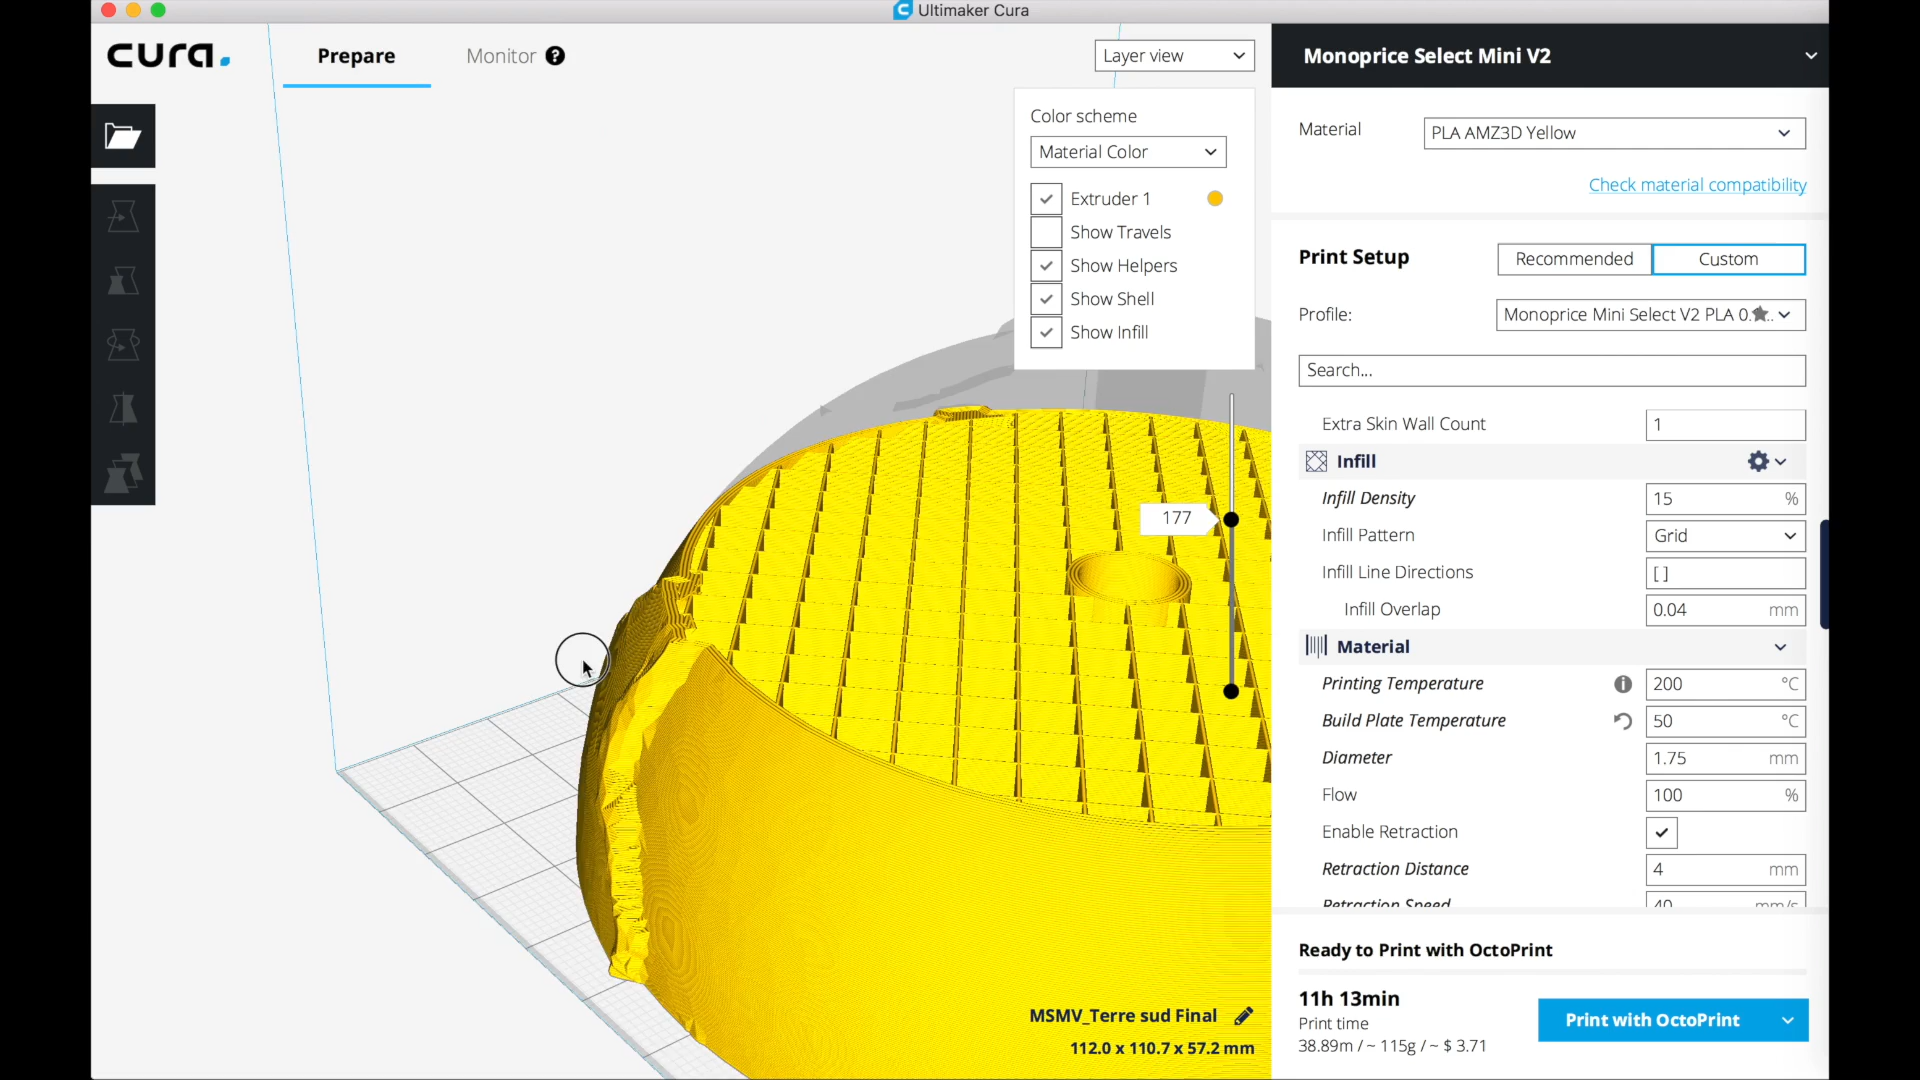 Ultimaker Cura
cura.
Prepare
Monitor ?
Layer view
Color scheme
Material Color
Extruder 1
Show Travels
Show Helpers
Show Shell
Show Infill
177
MSMV_Terre sud Final
112.0 x 110.7 x 57.2 mm
Monoprice Select Mini V2
Material PLA AMZ3D Yellow
Check material compatibility
Print Setup Recommended Custom
Profile: Monoprice Mini Select V2 PLA 0...
Search...
Extra Skin Wall Count 1
Infill
Infill Density 15 %
Infill Pattern Grid
Infill Line Directions [ ]
Infill Overlap 0.04 mm
Material
Printing Temperature 200 °C
Build Plate Temperature 50 °C
Diameter 1.75 mm
Flow 100 %
Enable Retraction
Retraction Distance 4 mm
Retraction Speed 40 mm/s
Ready to Print with OctoPrint
11h 13min
Print time
38.89m / ~ 115g / ~ $ 3.71
Print with OctoPrint